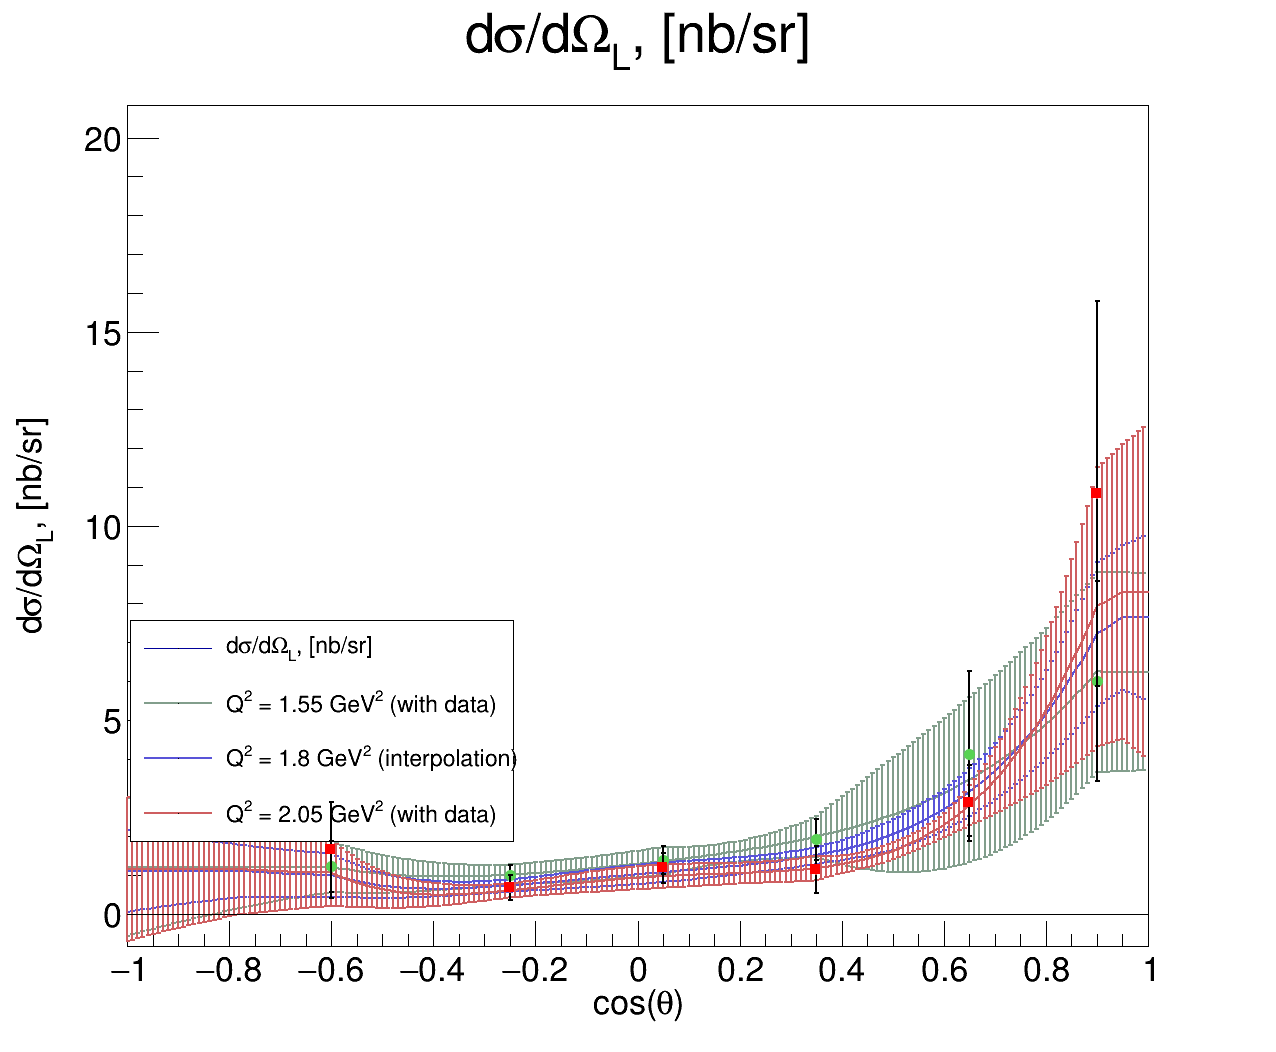 dσ/dΩL, [nb/sr]
dσ/dΩL, [nb/sr]
20
15
10
5
0
dσ/dΩL, [nb/sr]
Q2 = 1.55 GeV2 (with data)
Q2 = 1.8 GeV2 (interpolation)
Q2 = 2.05 GeV2 (with data)
−1 −0.8 −0.6 −0.4 −0.2 0 0.2 0.4 0.6 0.8 1
cos(θ)